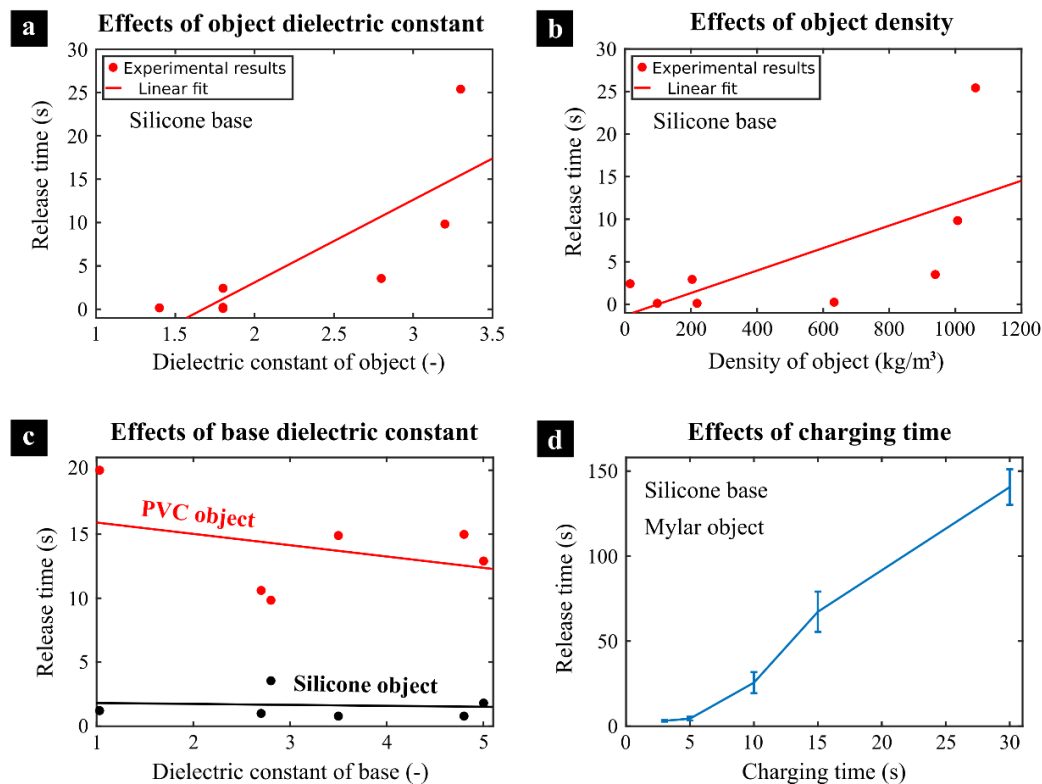 a
Effects of object dielectric constant
30
25
20
15
10
5
0
Release time (s)
Experimental results
Linear fit
Silicone base
1
1.5
2
2.5
3
3.5
Dielectric constant of object (-)
b
Effects of object density
30
25
20
15
10
5
0
Release time (s)
Experimental results
Linear fit
Silicone base
0
200
400
600
800
1000
1200
Density of object (kg/m³)
c
Effects of base dielectric constant
20
15
10
5
0
Release time (s)
PVC object
Silicone object
1
2
3
4
5
Dielectric constant of base (-)
d
Effects of charging time
150
100
50
0
Release time (s)
Silicone base
Mylar object
0
5
10
15
20
25
30
Charging time (s)